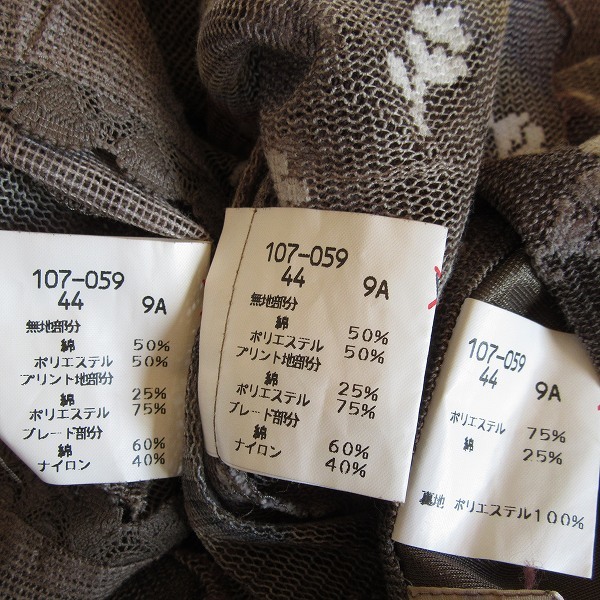 107-059
44 9A
無地部分
綿 50%
ポリエステル 50%
プリント地部分
綿 25%
ポリエステル 75%
ブレード部分
綿 60%
ナイロン 40%
107-059
44 9A
無地部分
綿 50%
ポリエステル 50%
プリント地部分
綿 25%
ポリエステル 75%
ブレード部分
綿 60%
ナイロン 40%
107-059
44 9A
ポリエステル 75%
綿 25%
裏地 ポリエステル100%